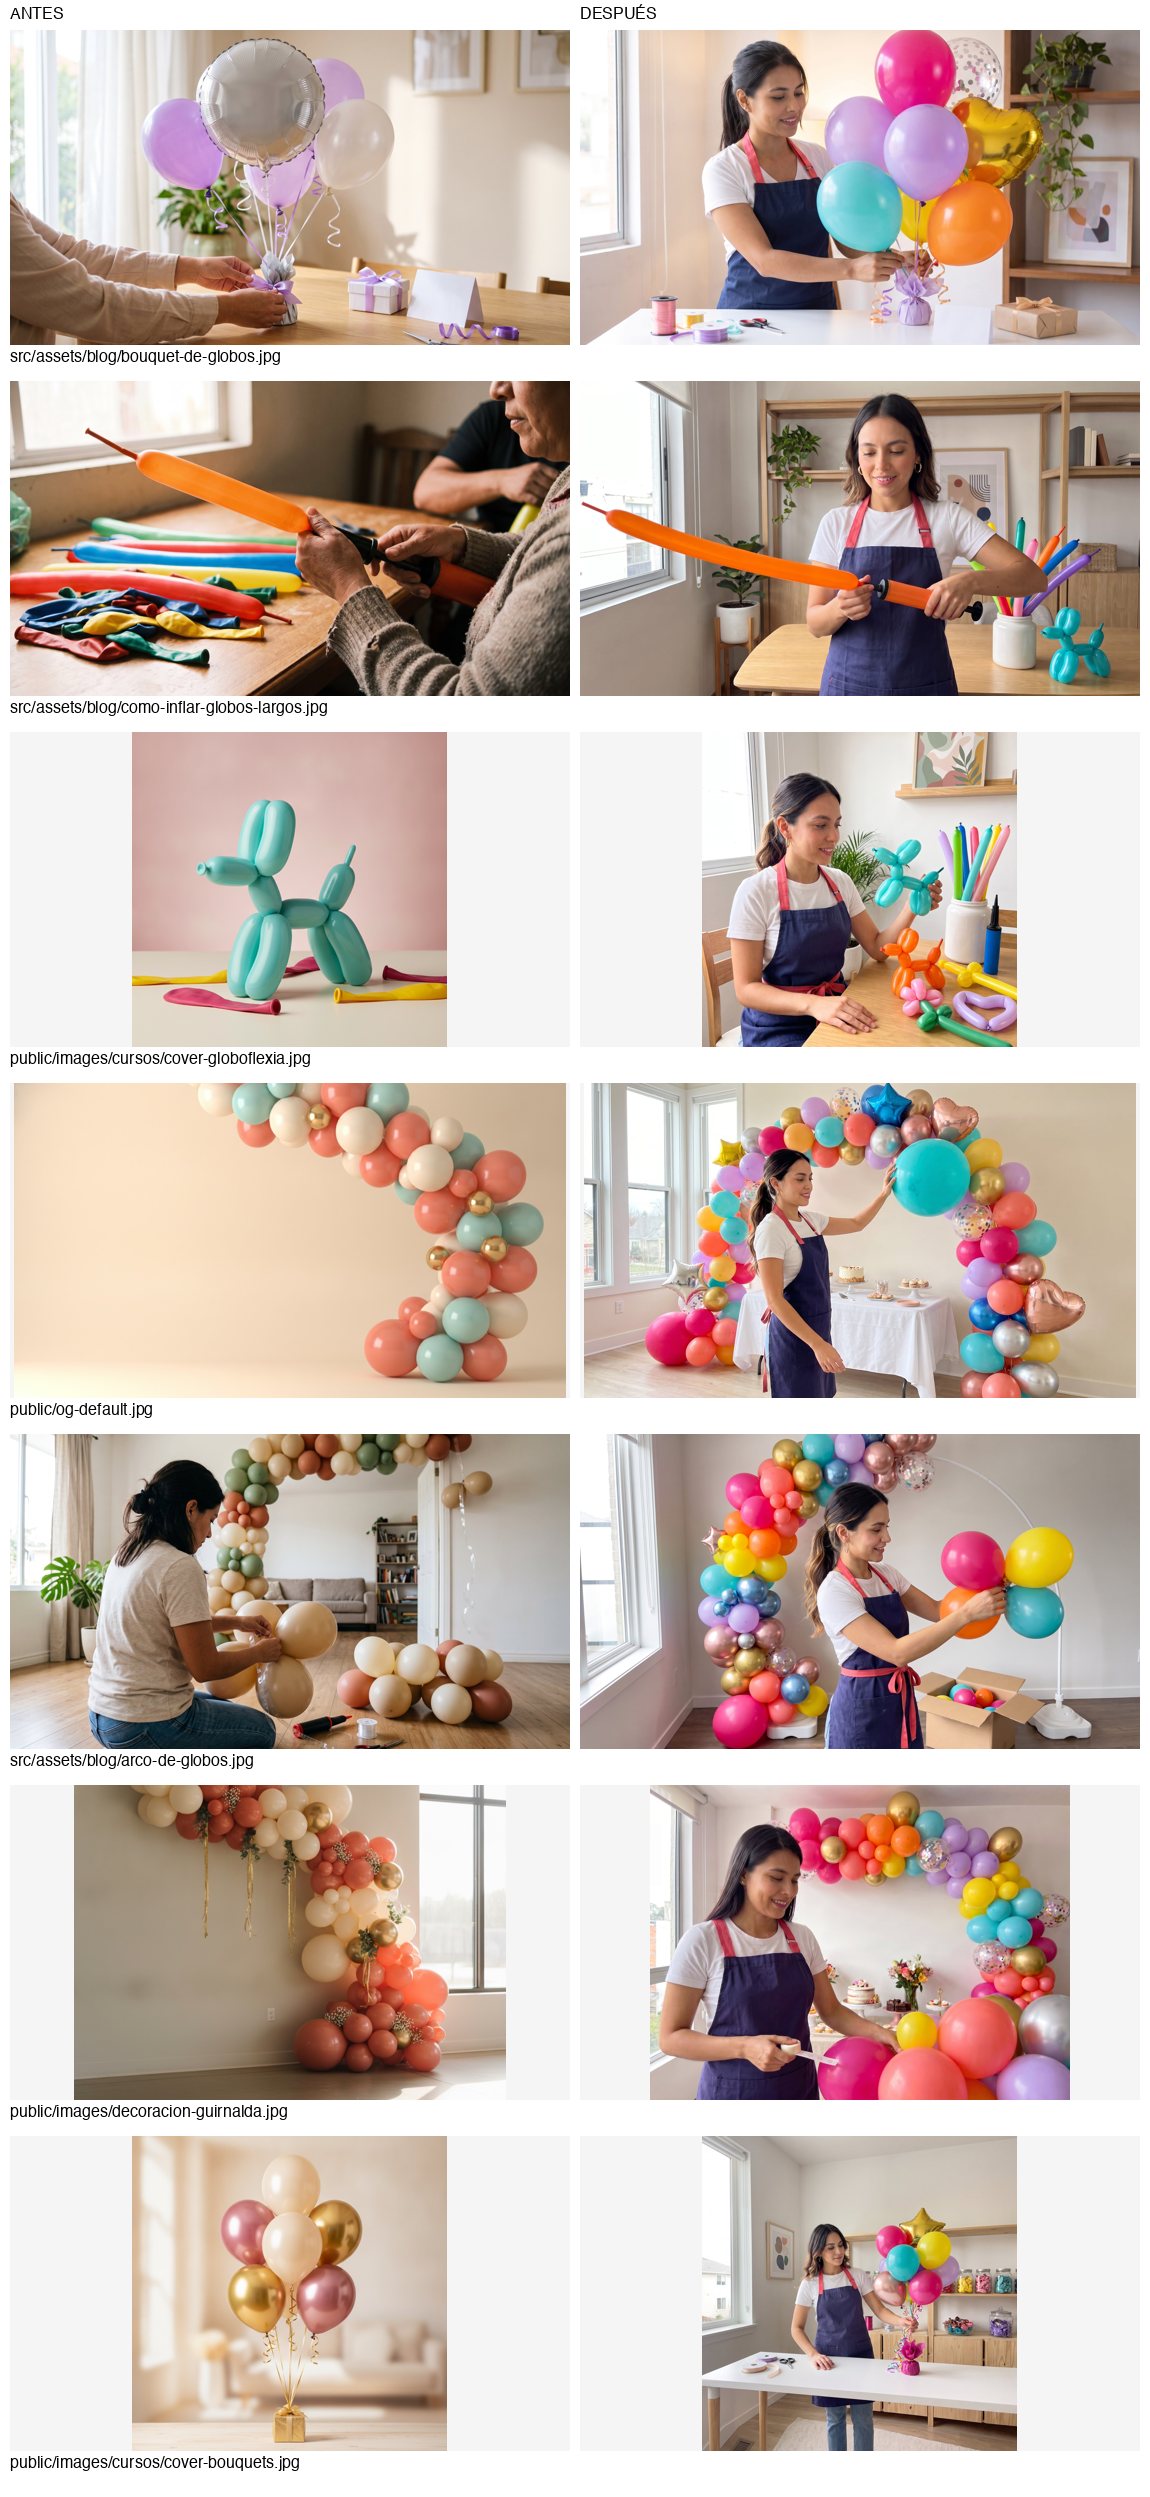 ANTES
DESPUÉS
src/assets/blog/bouquet-de-globos.jpg
src/assets/blog/como-inflar-globos-largos.jpg
public/images/cursos/cover-globoflexia.jpg
public/og-default.jpg
src/assets/blog/arco-de-globos.jpg
public/images/decoracion-guirnalda.jpg
public/images/cursos/cover-bouquets.jpg